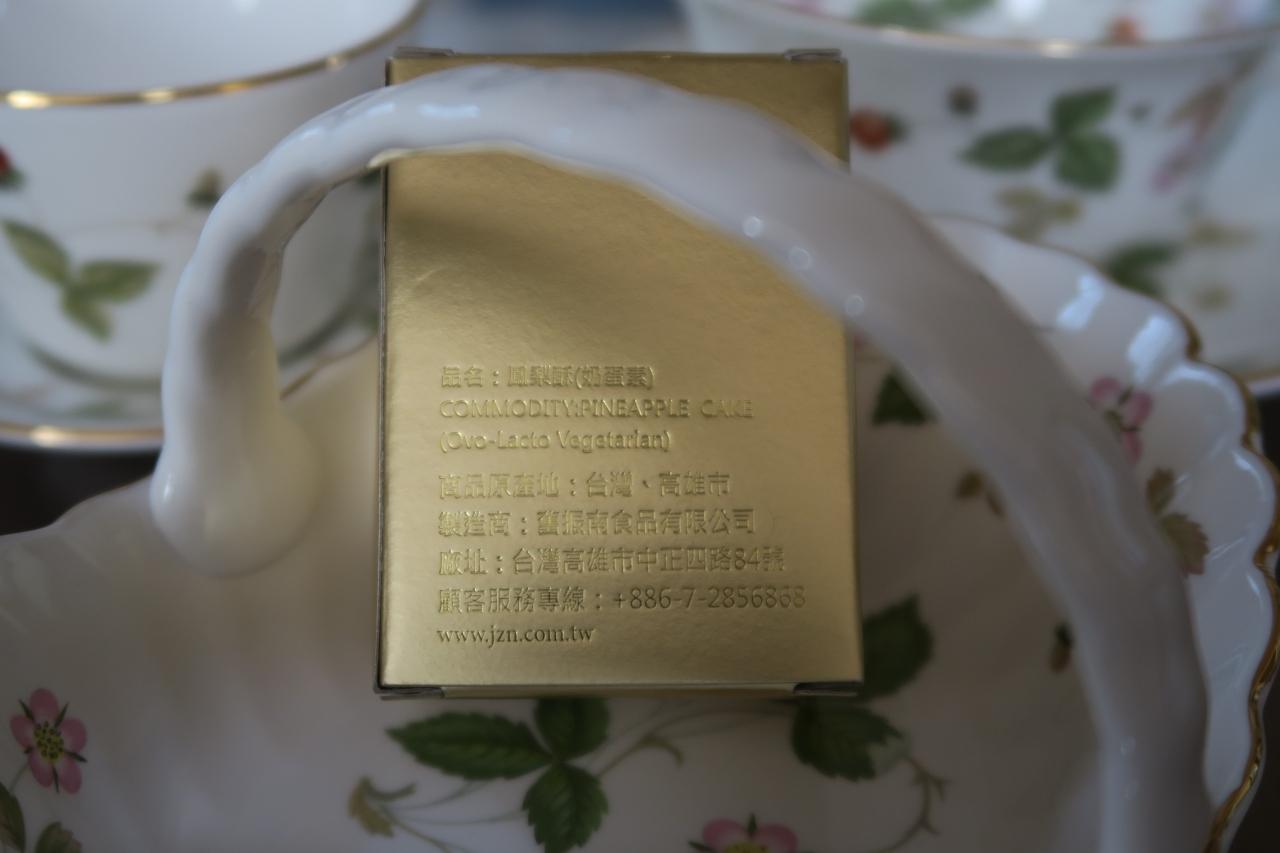 品名：鳳梨酥(奶蛋素)
COMMODITY:PINEAPPLE CAKE
(Ovo-Lacto Vegetarian)
商品原產地：台灣、高雄市
製造商：舊振南食品有限公司
廠址：台灣高雄市中正四路84號
顧客服務專線：+886-7-2856868
www.jzn.com.tw